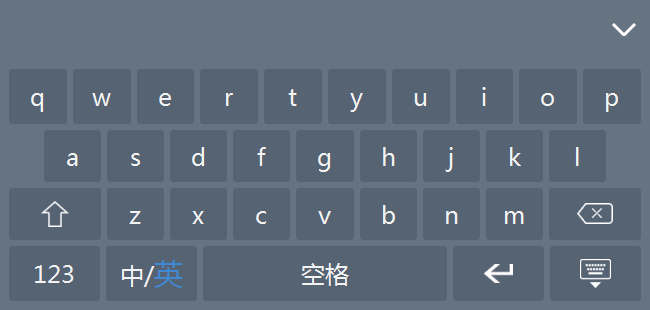 q w e r t y u i o p
a s d f g h j k l
z x c v b n m
123 中/英 空格